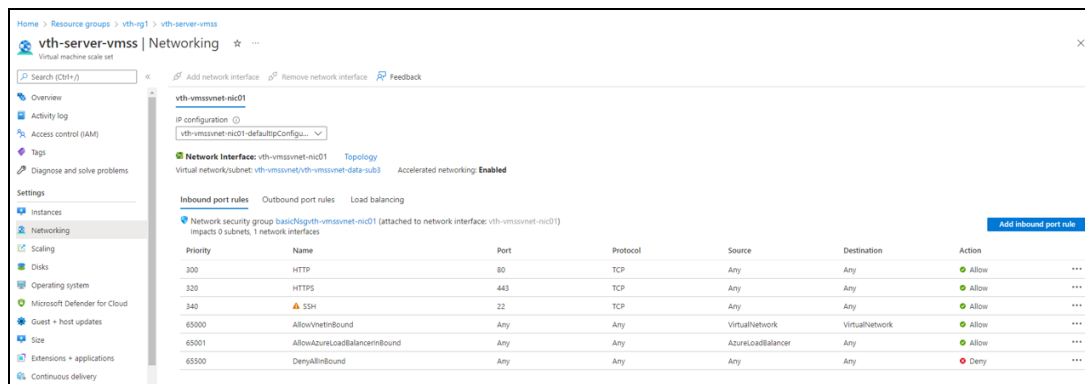 Home > Resource groups > vth-rg1 > vth-server-vmss
vth-server-vmss | Networking ☆ ...
Virtual machine scale set
Search (Ctrl+/)
Overview
Activity log
Access control (IAM)
Tags
Diagnose and solve problems
Settings
Instances
Networking
Scaling
Disks
Operating system
Microsoft Defender for Cloud
Guest + host updates
Size
Extensions + applications
Continuous delivery
Add network interface Remove network interface Feedback
vth-vmssvnet-nic01
IP configuration
vth-vmssvnet-nic01-defaultIpConfigu...
Network Interface: vth-vmssvnet-nic01 Topology
Virtual network/subnet: vth-vmssvnet/vth-vmssvnet-data-sub3 Accelerated networking: Enabled
Inbound port rules Outbound port rules Load balancing
Network security group basicNsgvth-vmssvnet-nic01 (attached to network interface: vth-vmssvnet-nic01)
Impacts 0 subnets, 1 network interfaces
Add inbound port rule
Priority Name Port Protocol Source Destination Action
300 HTTP 80 TCP Any Any Allow ...
320 HTTPS 443 TCP Any Any Allow ...
340 SSH 22 TCP Any Any Allow ...
65000 AllowVnetInBound Any Any VirtualNetwork VirtualNetwork Allow ...
65001 AllowAzureLoadBalancerInBound Any Any AzureLoadBalancer Any Allow ...
65500 DenyAllInBound Any Any Any Any Deny ...